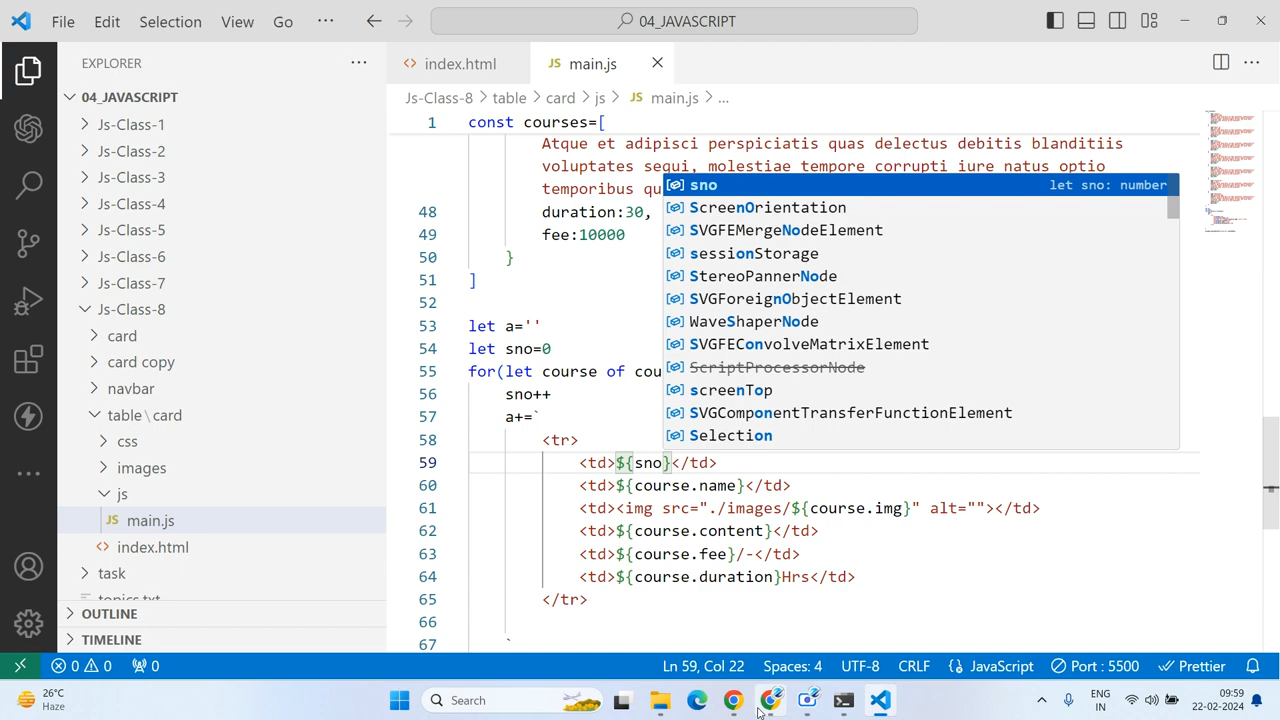 File Edit Selection View Go ··· 04_JAVASCRIPT
EXPLORER ···
04_JAVASCRIPT
Js-Class-1
Js-Class-2
Js-Class-3
Js-Class-4
Js-Class-5
Js-Class-6
Js-Class-7
Js-Class-8
card
card copy
navbar
table\card
css
images
js
JS main.js
<> index.html
task
OUTLINE
TIMELINE
<> index.html JS main.js
Js-Class-8 > table > card > js > JS main.js > ...
1 const courses=[
Atque et adipisci perspiciatis quas delectus debitis blanditiis
voluptates sequi, molestiae tempore corrupti iure natus optio
temporibus qu
48 duration:30,
49 fee:10000
50 }
51 ]
52
53 let a=''
54 let sno=0
55 for(let course of cou
56 sno++
57 a+=`
58 <tr>
59 <td>${sno}</td>
60 <td>${course.name}</td>
61 <td><img src="./images/${course.img}" alt=""></td>
62 <td>${course.content}</td>
63 <td>${course.fee}/-</td>
64 <td>${course.duration}Hrs</td>
65 </tr>
66
67 `
sno let sno: number
ScreenOrientation
SVGFEMergeNodeElement
sessionStorage
StereoPannerNode
SVGForeignObjectElement
WaveShaperNode
SVGFEConvolveMatrixElement
ScriptProcessorNode
screenTop
SVGComponentTransferFunctionElement
Selection
0 0 0 Ln 59, Col 22 Spaces: 4 UTF-8 CRLF {} JavaScript Port : 5500 Prettier
26°C
Haze
Search
ENG
IN
09:59
22-02-2024